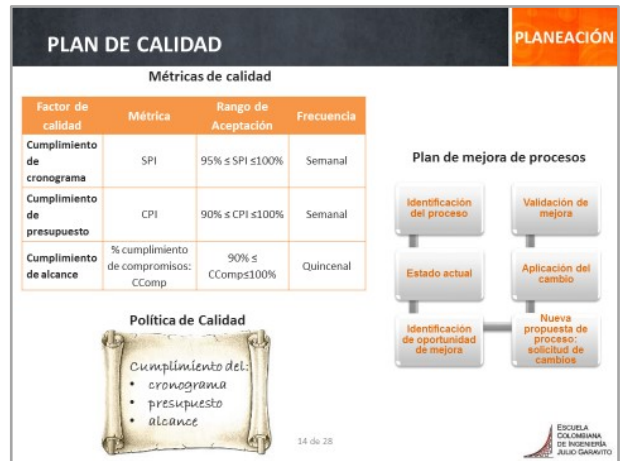 PLAN DE CALIDAD
PLANEACIÓN
Métricas de calidad
Factor de calidad
Métrica
Rango de Aceptación
Frecuencia
Cumplimiento de cronograma
SPI
95% ≤ SPI ≤100%
Semanal
Cumplimiento de presupuesto
CPI
90% ≤ CPI ≤100%
Semanal
Cumplimiento de alcance
% cumplimiento de compromisos: CComp
90% ≤ CComp≤100%
Quincenal
Plan de mejora de procesos
Identificación del proceso
Estado actual
Identificación de oportunidad de mejora
Nueva propuesta de proceso: solicitud de cambios
Aplicación del cambio
Validación de mejora
Política de Calidad
Cumplimiento del:
• cronograma
• presupuesto
• alcance
14 de 28
ESCUELA
COLOMBIANA
DE INGENIERÍA
JULIO GARAVITO